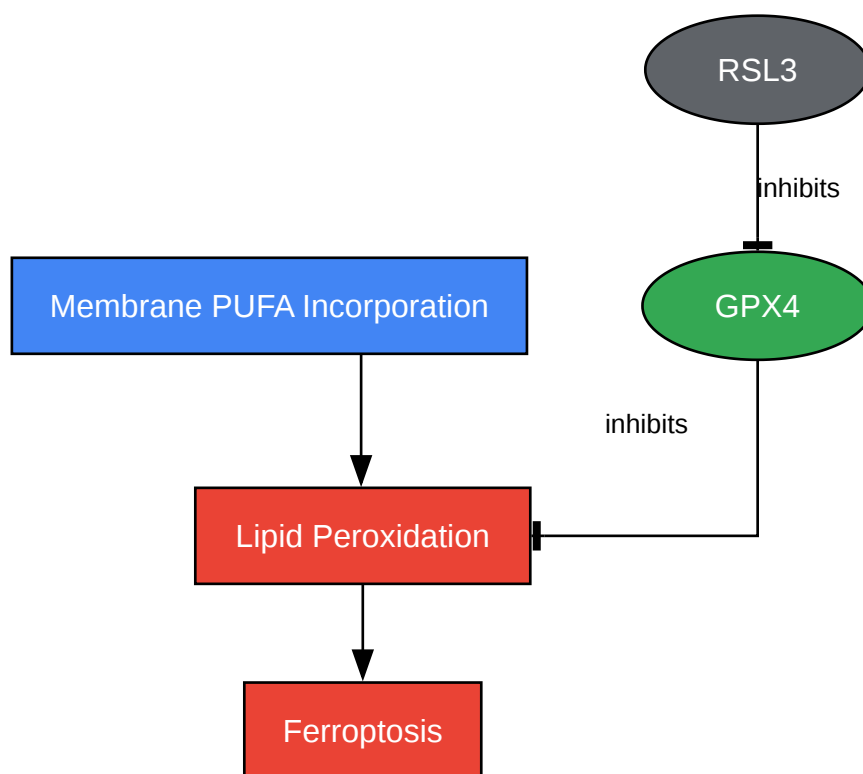 RSL3
inhibits
Membrane PUFA Incorporation
GPX4
inhibits
Lipid Peroxidation
Ferroptosis